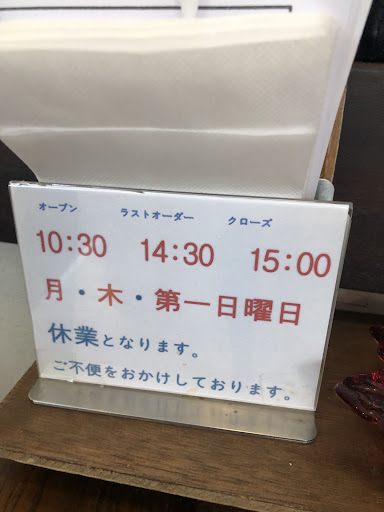 オープン ラストオーダー クローズ
10:30 14:30 15:00
月・木・第一日曜日
休業となります。
ご不便をおかけしております。